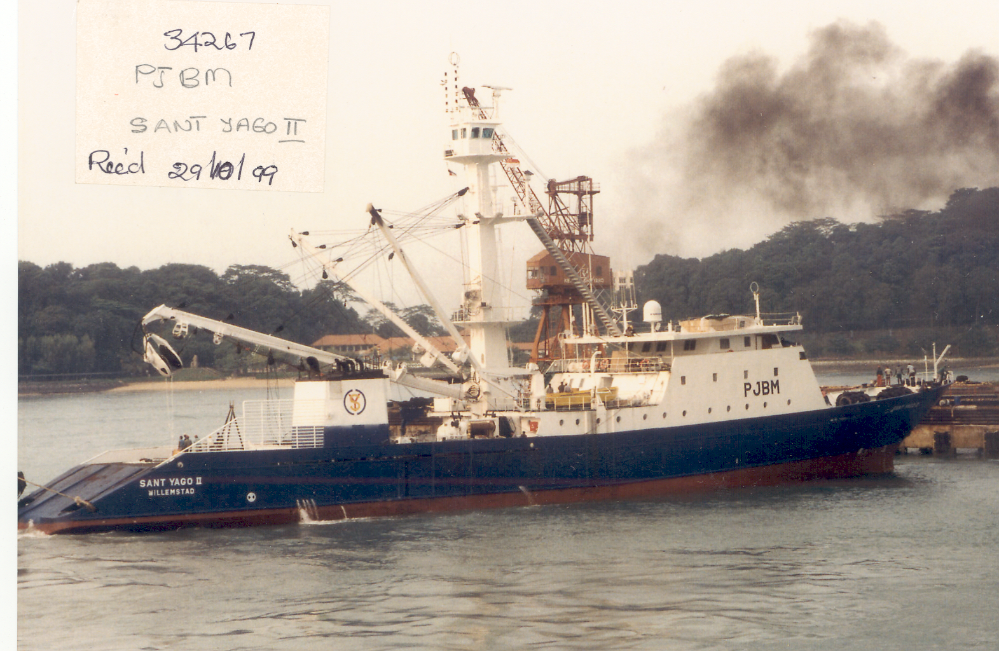 34267
PJBM
SANT YAGO II
Rec'd 29/10/99
PJBM
SANT YAGO II
WILLEMSTAD